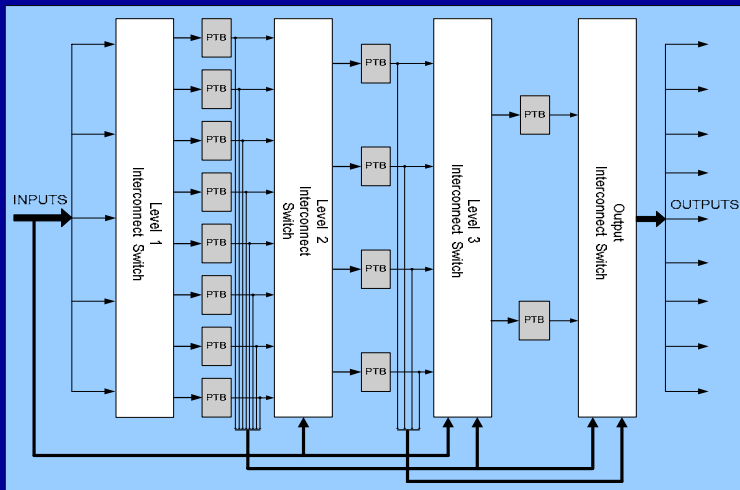 INPUTS
Level 1
Interconnect Switch
PTB
PTB
PTB
PTB
PTB
PTB
PTB
PTB
Level 2
Interconnect
Switch
PTB
PTB
PTB
PTB
Level 3
Interconnect Switch
PTB
PTB
Output
Interconnect Switch
OUTPUTS